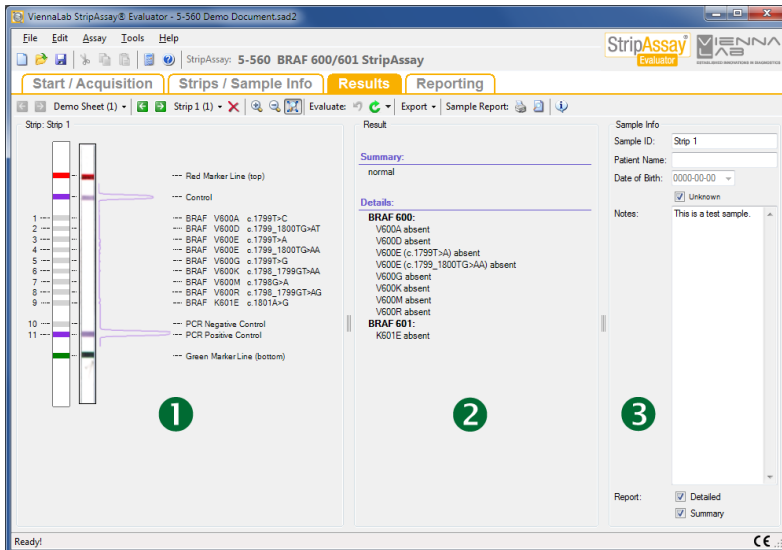 ViennaLab StripAssay® Evaluator - 5-560 Demo Document.sad2
File Edit Assay Tools Help
StripAssay: 5-560 BRAF 600/601 StripAssay
StripAssay®
Evaluator
VIENNA
LAB
ESTABLISHED INNOVATIONS IN DIAGNOSTICS
Start / Acquisition Strips / Sample Info Results Reporting
Demo Sheet (1) Strip 1 (1) Evaluate: Export Sample Report:
Strip: Strip 1
Red Marker Line (top)
Control
1 BRAF V600A c.1799T>C
2 BRAF V600D c.1799_1800TG>AT
3 BRAF V600E c.1799T>A
4 BRAF V600E c.1799_1800TG>AA
5 BRAF V600G c.1799T>G
6 BRAF V600K c.1798_1799GT>AA
7 BRAF V600M c.1798G>A
8 BRAF V600R c.1798_1799GT>AG
9 BRAF K601E c.1801A>G
10 PCR Negative Control
11 PCR Positive Control
Green Marker Line (bottom)
1
Result
Summary:
normal
Details:
BRAF 600:
V600A absent
V600D absent
V600E (c.1799T>A) absent
V600E (c.1799_1800TG>AA) absent
V600G absent
V600K absent
V600M absent
V600R absent
BRAF 601:
K601E absent
2
Sample Info
Sample ID: Strip 1
Patient Name:
Date of Birth: 0000-00-00
Unknown
Notes: This is a test sample.
3
Report: Detailed
Summary
Ready!
CE